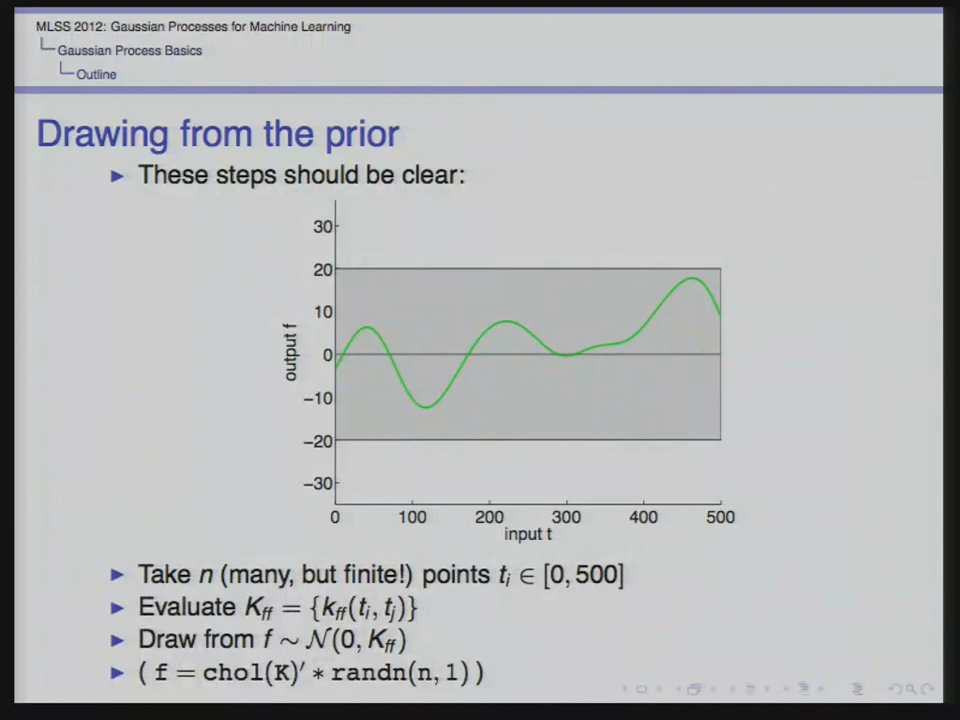 MLSS 2012: Gaussian Processes for Machine Learning
Gaussian Process Basics
Outline
Drawing from the prior
These steps should be clear:
30
20
10
0
−10
−20
−30
output f
0 100 200 300 400 500
input t
Take n (many, but finite!) points tᵢ ∈ [0, 500]
Evaluate K_ff = {k_ff(tᵢ, tⱼ)}
Draw from f ∼ 𝒩(0, K_ff)
( f = chol(K)′ ∗ randn(n, 1) )